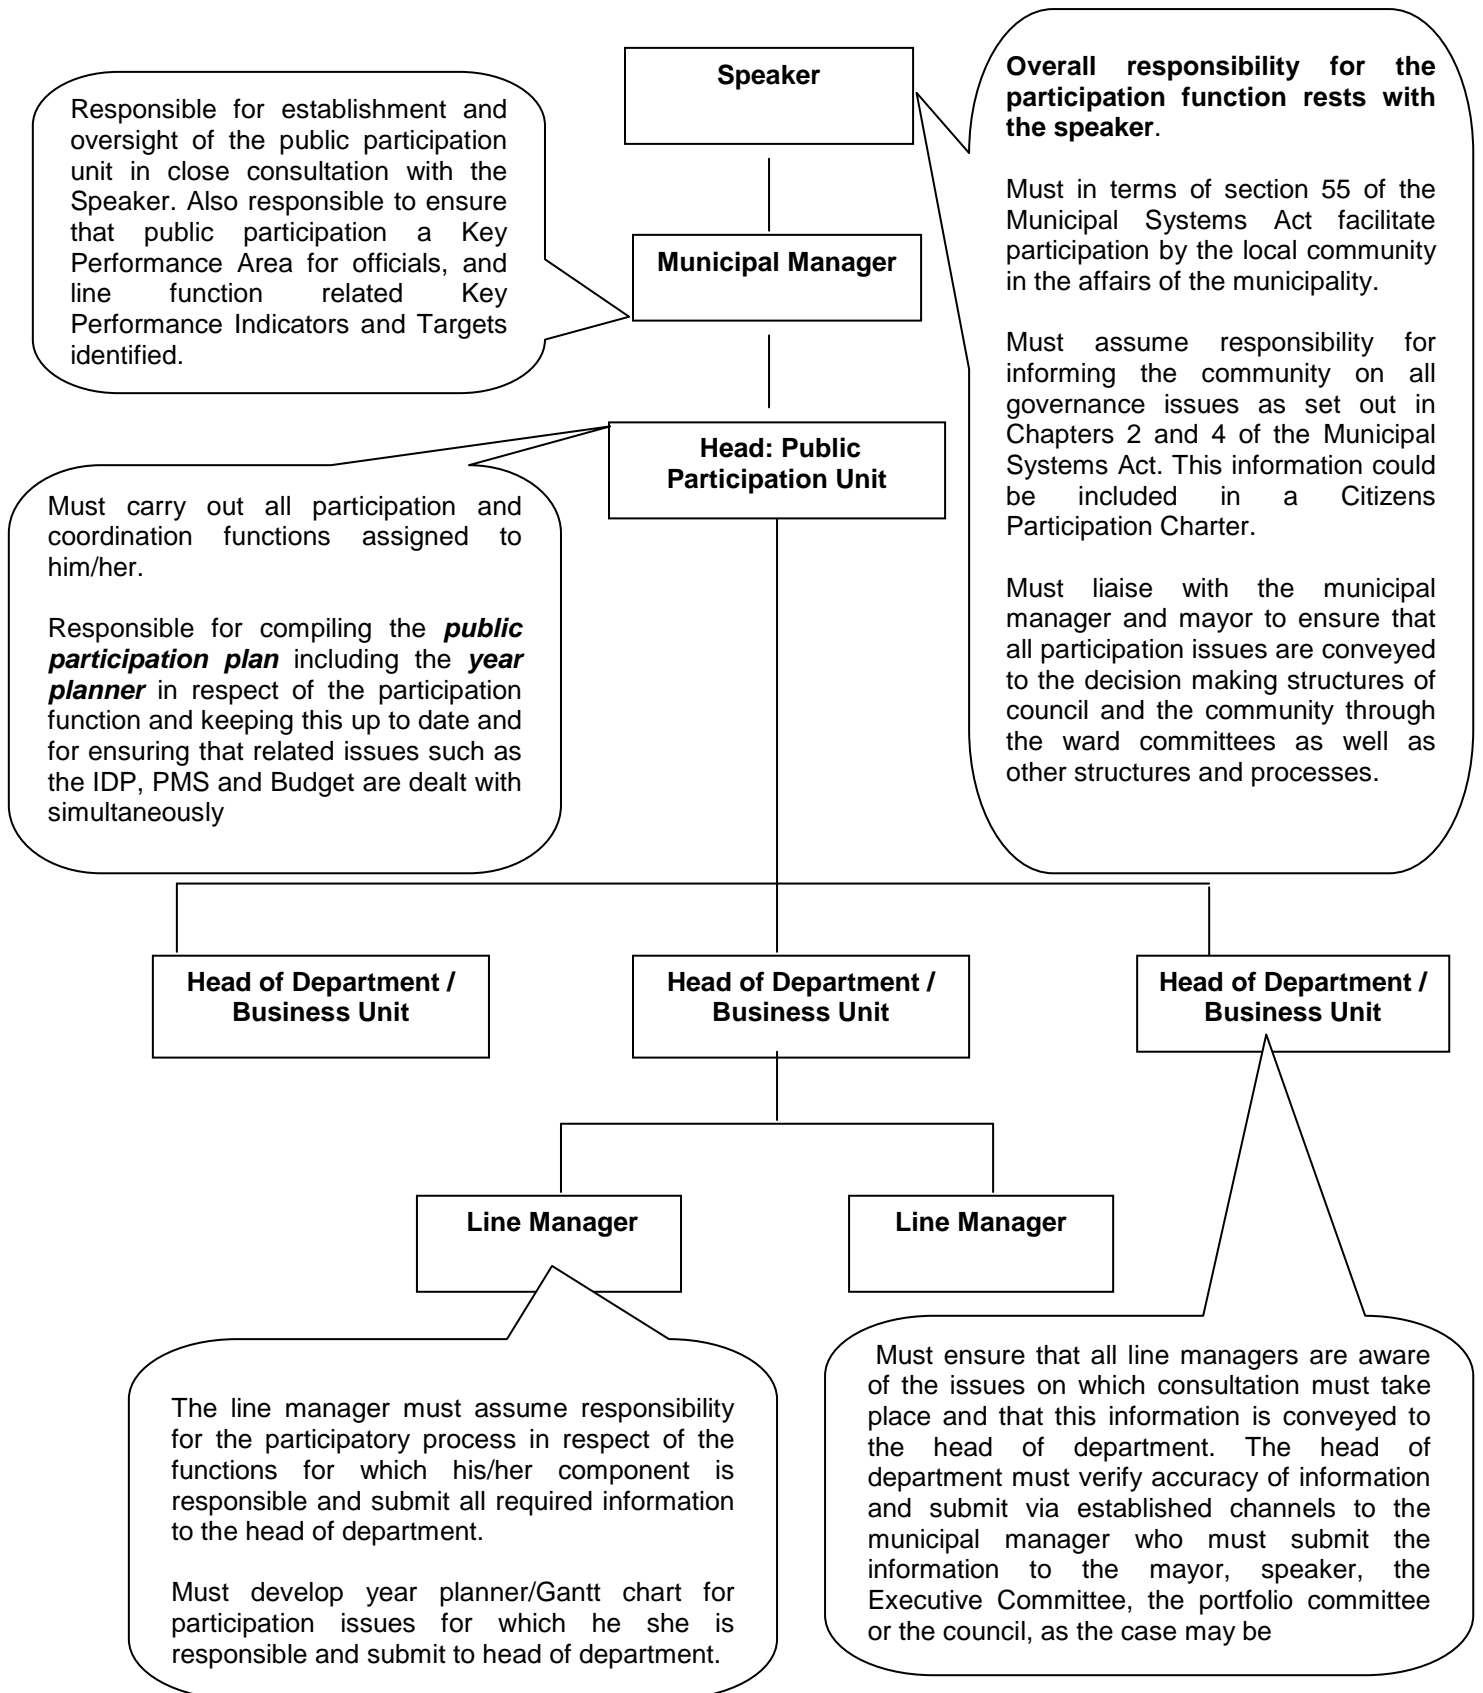 Speaker
Overall responsibility for the
participation function rests with
the speaker.
Must in terms of section 55 of the
Municipal Systems Act facilitate
participation by the local community
in the affairs of the municipality.
Must assume responsibility for
informing the community on all
governance issues as set out in
Chapters 2 and 4 of the Municipal
Systems Act. This information could
be included in a Citizens
Participation Charter.
Must liaise with the municipal
manager and mayor to ensure that
all participation issues are conveyed
to the decision making structures of
council and the community through
the ward committees as well as
other structures and processes.
Responsible for establishment and
oversight of the public participation
unit in close consultation with the
Speaker. Also responsible to ensure
that public participation a Key
Performance Area for officials, and
line function related Key
Performance Indicators and Targets
identified.
Municipal Manager
Head: Public
Participation Unit
Must carry out all participation and
coordination functions assigned to
him/her.
Responsible for compiling the public
participation plan including the year
planner in respect of the participation
function and keeping this up to date and
for ensuring that related issues such as
the IDP, PMS and Budget are dealt with
simultaneously
Head of Department /
Business Unit
Head of Department /
Business Unit
Head of Department /
Business Unit
Line Manager
Line Manager
The line manager must assume responsibility
for the participatory process in respect of the
functions for which his/her component is
responsible and submit all required information
to the head of department.
Must develop year planner/Gantt chart for
participation issues for which he she is
responsible and submit to head of department.
Must ensure that all line managers are aware
of the issues on which consultation must take
place and that this information is conveyed to
the head of department. The head of
department must verify accuracy of information
and submit via established channels to the
municipal manager who must submit the
information to the mayor, speaker, the
Executive Committee, the portfolio committee
or the council, as the case may be